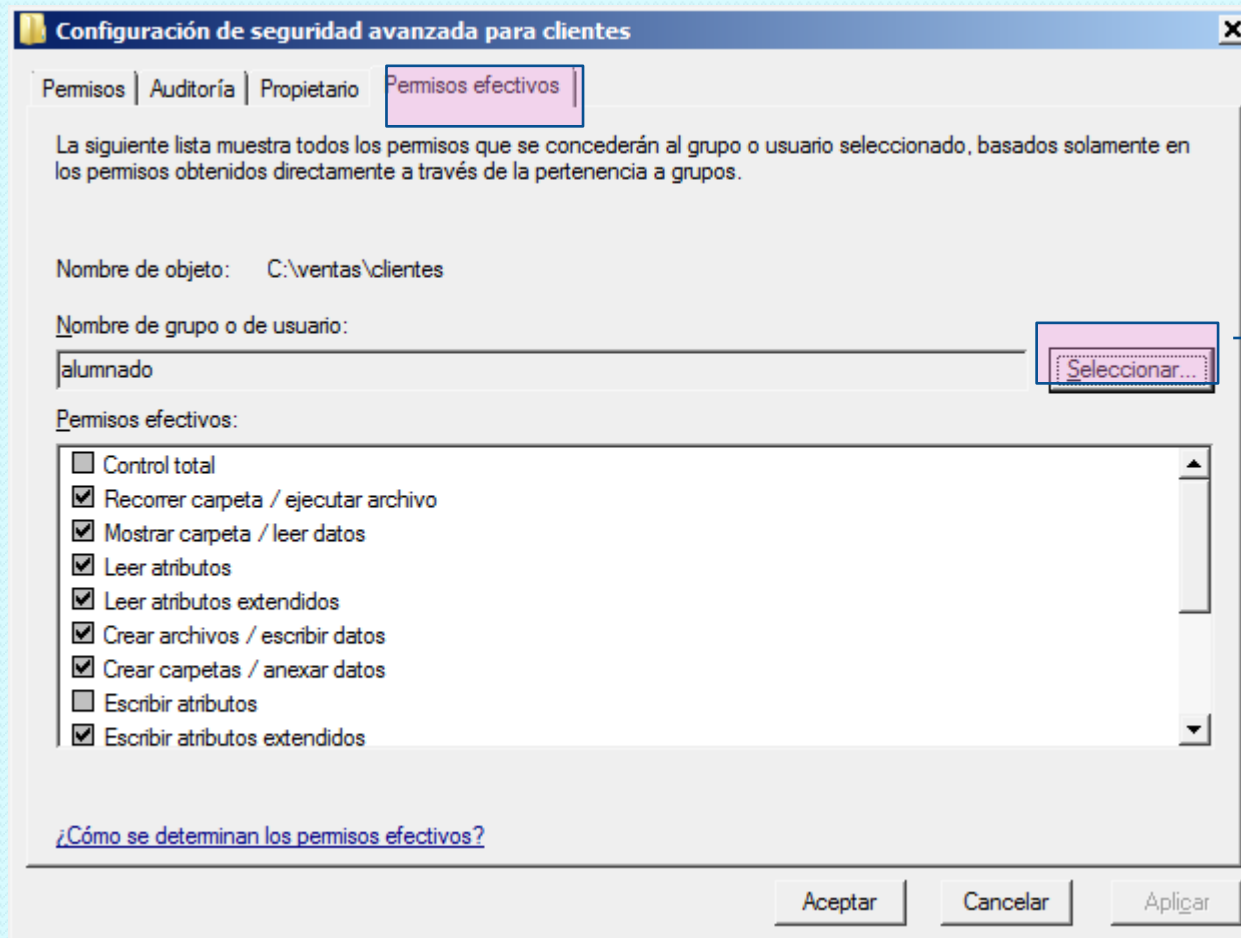 Configuración de seguridad avanzada para clientes
Permisos Auditoría Propietario Permisos efectivos
La siguiente lista muestra todos los permisos que se concederán al grupo o usuario seleccionado, basados solamente en
los permisos obtenidos directamente a través de la pertenencia a grupos.
Nombre de objeto: C:\ventas\clientes
Nombre de grupo o de usuario:
alumnado Seleccionar...
Permisos efectivos:
Control total
Recorrer carpeta / ejecutar archivo
Mostrar carpeta / leer datos
Leer atributos
Leer atributos extendidos
Crear archivos / escribir datos
Crear carpetas / anexar datos
Escribir atributos
Escribir atributos extendidos
¿Cómo se determinan los permisos efectivos?
Aceptar Cancelar Aplicar